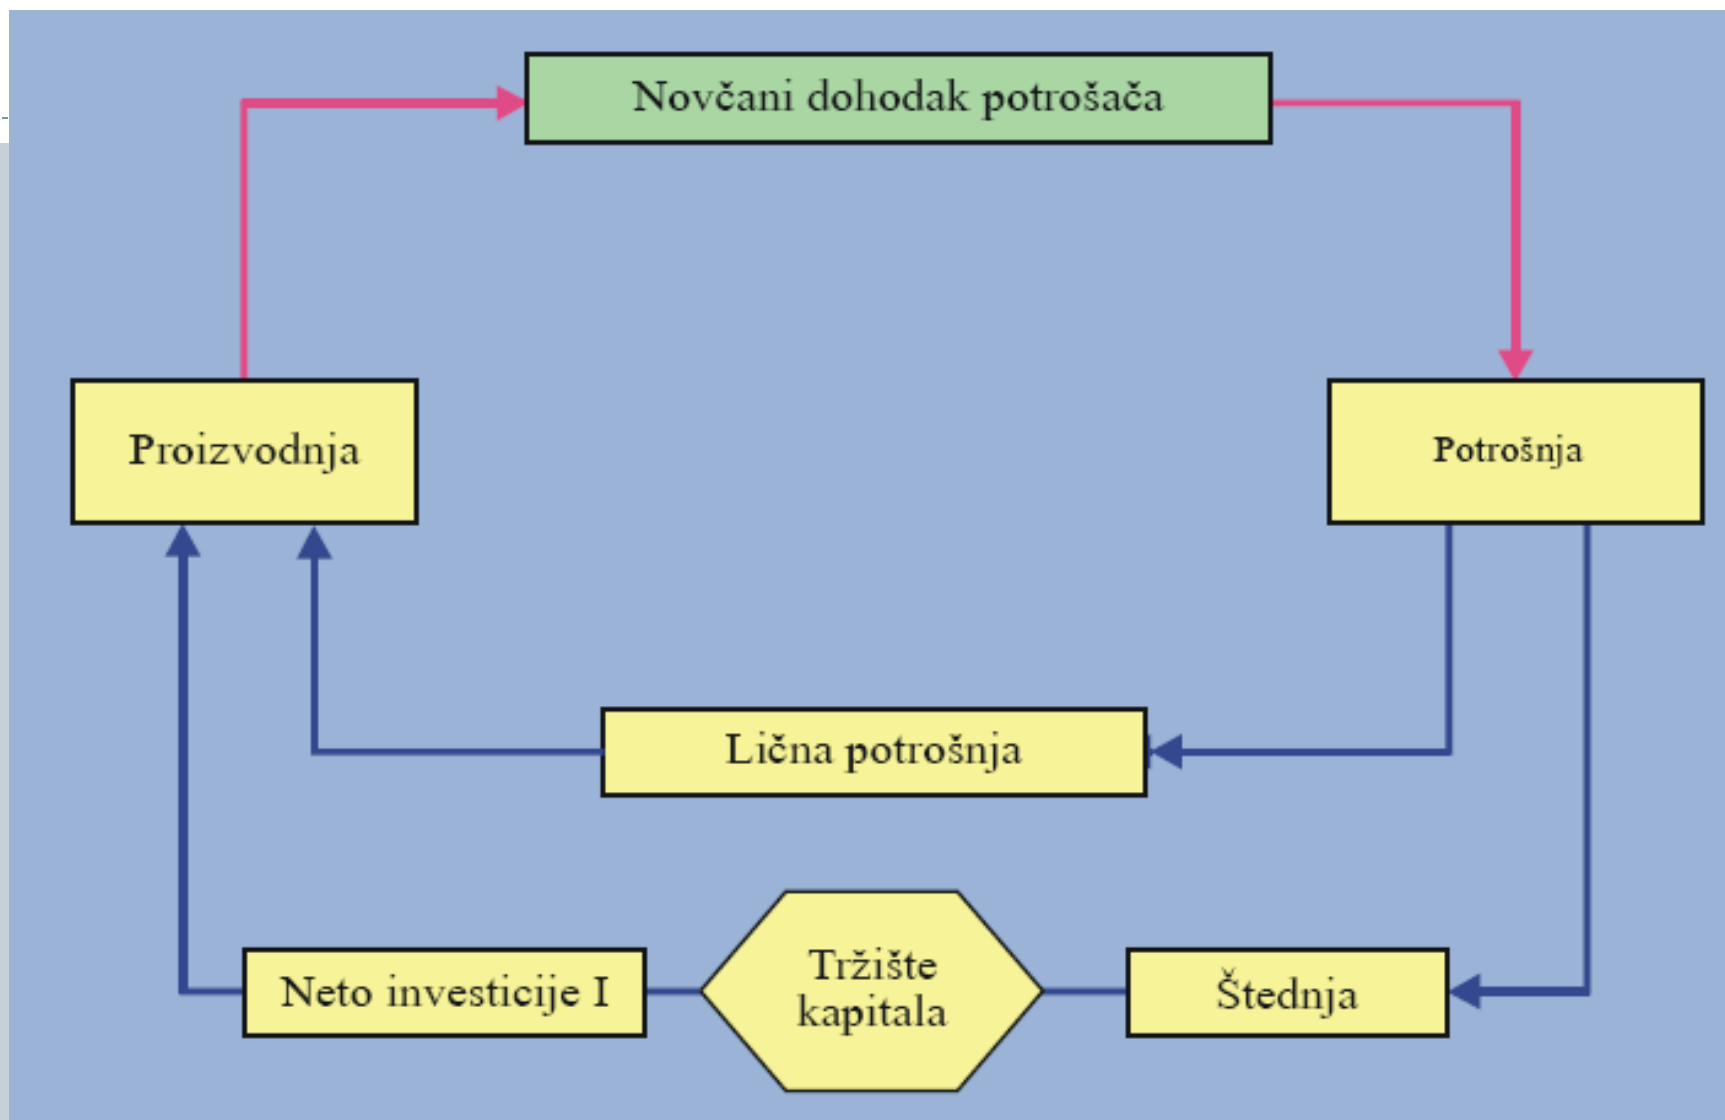 Novčani dohodak potrošača
Proizvodnja
Potrošnja
Lična potrošnja
Neto investicije I
Tržište
kapitala
Štednja